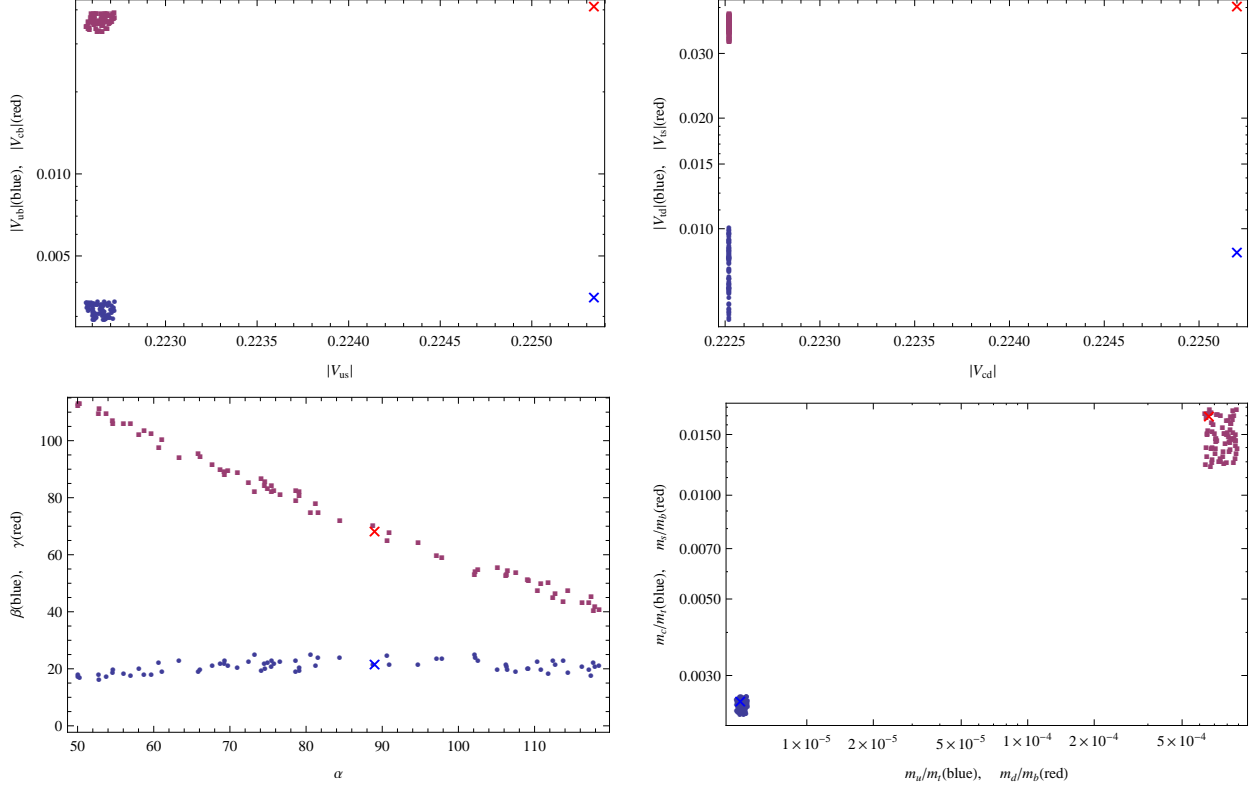 0.010
0.005
0.2230 0.2235 0.2240 0.2245 0.2250
|V_us|
|V_ub|(blue), |V_cb|(red)
0.030
0.020
0.015
0.010
0.2225 0.2230 0.2235 0.2240 0.2245 0.2250
|V_cd|
|V_td|(blue), |V_ts|(red)
100
80
60
40
20
0
50 60 70 80 90 100 110
α
β(blue), γ(red)
0.0150
0.0100
0.0070
0.0050
0.0030
1×10⁻⁵ 2×10⁻⁵ 5×10⁻⁵ 1×10⁻⁴ 2×10⁻⁴ 5×10⁻⁴
m_u/m_t(blue), m_d/m_b(red)
m_c/m_t(blue), m_s/m_b(red)